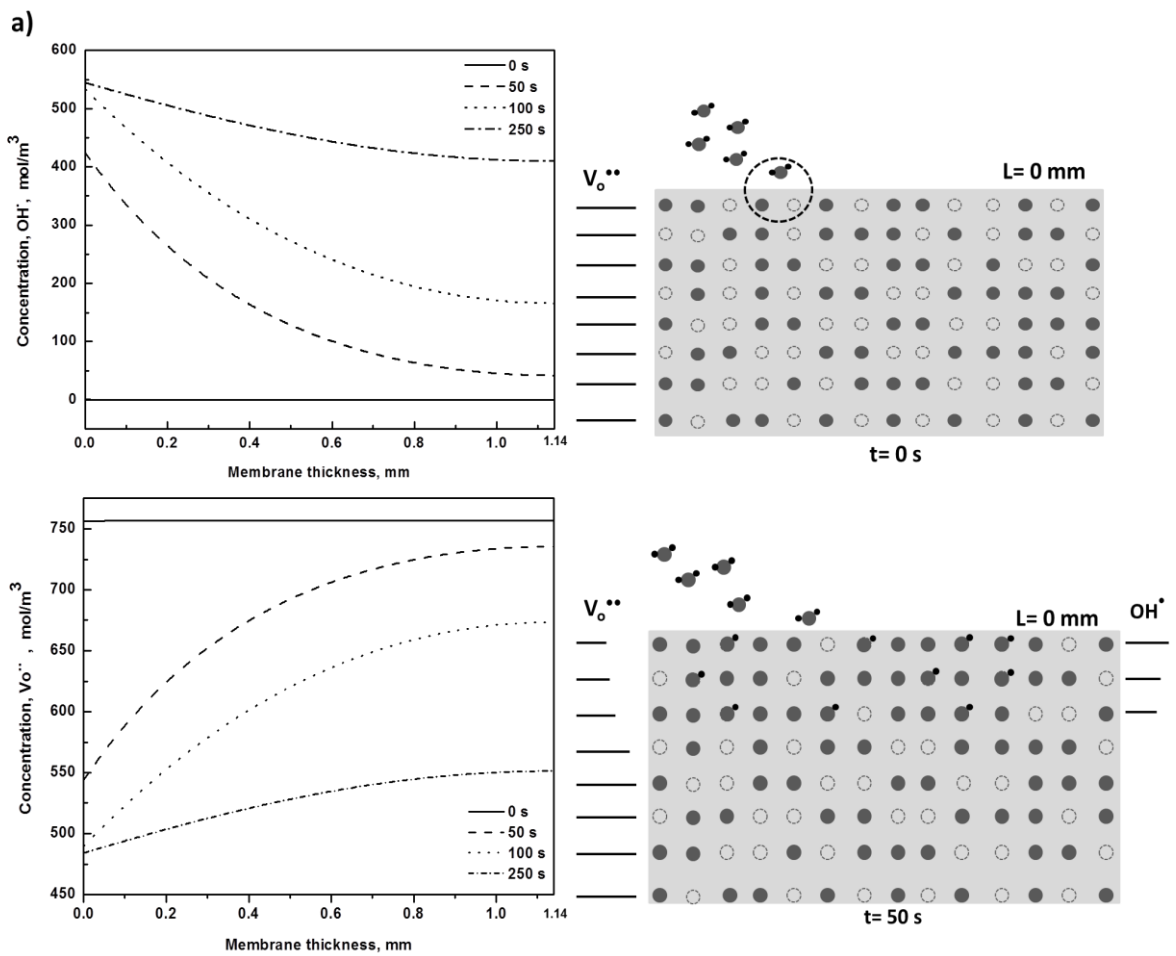 a)
600
500
400
300
200
100
0
Concentration, OH˙, mol/m³
0 s
50 s
100 s
250 s
0.0 0.2 0.4 0.6 0.8 1.0 1.14
Membrane thickness, mm
Vₒ••
L= 0 mm
t= 0 s
750
700
650
600
550
500
450
Concentration, Vo¨, mol/m³
0 s
50 s
100 s
250 s
0.0 0.2 0.4 0.6 0.8 1.0 1.14
Membrane thickness, mm
Vₒ••
L= 0 mm
OH•
t= 50 s